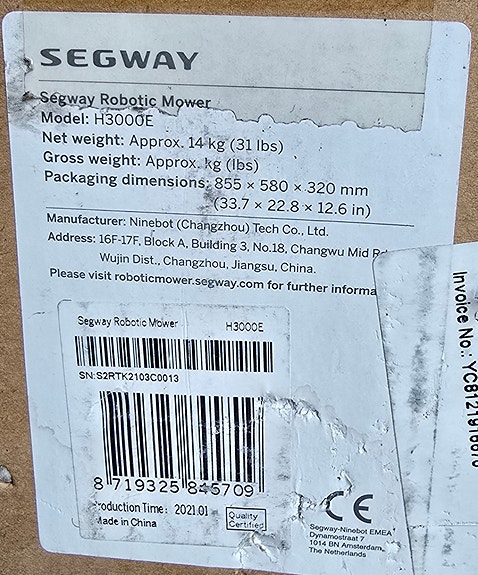 SEGWAY
Segway Robotic Mower
Model: H3000E
Net weight: Approx. 14 kg (31 lbs)
Gross weight: Approx. kg (lbs)
Packaging dimensions: 855 × 580 × 320 mm
(33.7 × 22.8 × 12.6 in)
Manufacturer: Ninebot (Changzhou) Tech Co., Ltd.
Address: 16F-17F, Block A, Building 3, No.18, Changwu Mid
Wujin Dist., Changzhou, Jiangsu, China.
Please visit roboticmower.segway.com for further
Segway Robotic Mower H3000E
SN:S2RTK2103C0013
8 719325 845709
Time: 2021.01
Made in China
Quality
Certified
CE
Segway-Ninebot EMEA
Dynamostraat 7
1014 BN Amsterdam,
The Netherlands
Invoice No.: